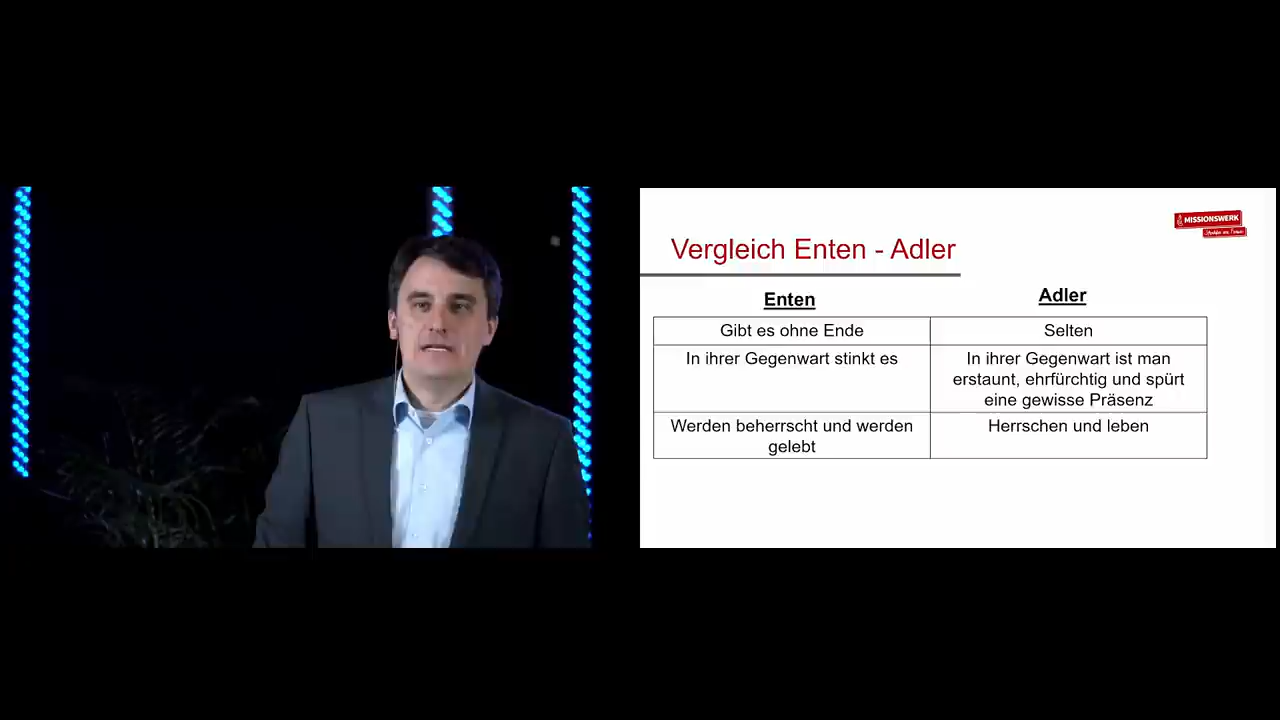 MISSIONSWERK
Vergleich Enten - Adler
Enten
Adler
Gibt es ohne Ende
Selten
In ihrer Gegenwart stinkt es
In ihrer Gegenwart ist man
erstaunt, ehrfürchtig und spürt
eine gewisse Präsenz
Werden beherrscht und werden
gelebt
Herrschen und leben